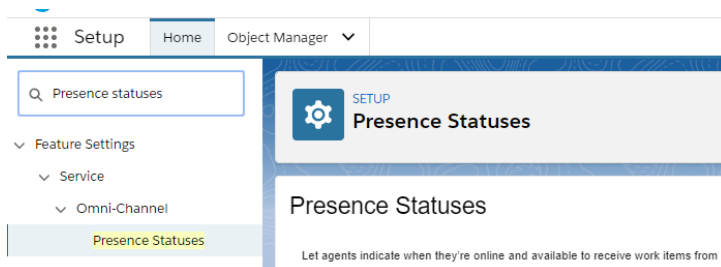 Setup Home Object Manager
Presence statuses
SETUP
Presence Statuses
Feature Settings
Service
Omni-Channel
Presence Statuses
Presence Statuses
Let agents indicate when they're online and available to receive work items from